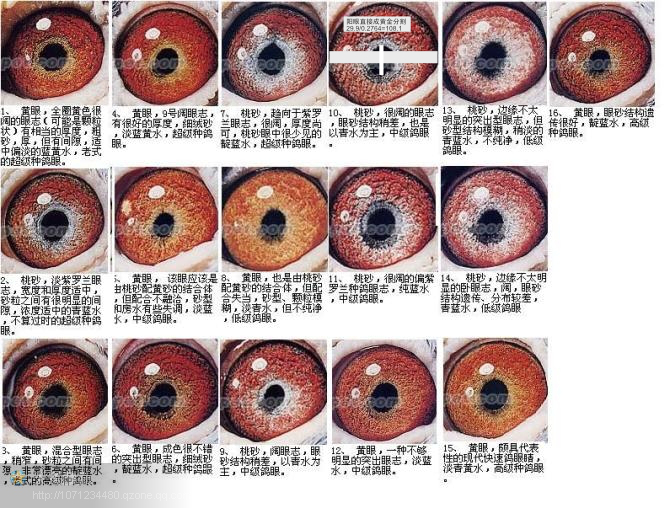 阳眼直接成黄金分割
29.9/0.2764=108.1
1、 黄眼,全圈黄色很
阔的眼志(可能是颗粒
状)有相当的厚度,粗
砂,厚,但有间隙,适
中偏淡的蓝黄水,老式
的超级种鸽眼。
4、 黄眼,9号阔眼志,
有很好的厚度,细绒砂
,淡蓝黄水,超级种鸽
眼。
7、 桃砂,趋向于紫罗
兰眼志,很阔,厚度尚
可,桃砂眼中很少见的
靛蓝水,超级种鸽眼。
10、 桃砂,很阔的眼志
,眼砂结构稍差,也是
以青水为主,中级鸽眼
。
13、 桃砂,边缘不太
明显的突出型眼志,但
砂型结构模糊,稍淡的
青蓝水,不纯净,低级
鸽眼。
16、 黄眼,眼砂结构遗
传很好,靛蓝水,高级
种鸽眼。
2、 桃砂,淡紫罗兰眼
志,宽度和厚度适中,
砂粒之间有很明显的间
隙,浓度适中的青蓝水
,不算过时的超级种鸽
眼。
5、 黄眼, 该眼应该是
由桃砂配黄砂的结合体
,但配合不融洽,砂型
和房水有些失调,淡蓝
水,中级鸽眼。
8、 黄眼,也是由桃砂
配黄砂的结合体,但配
合失当,砂型、颗粒模
糊,淡青水,但不纯净
,低级鸽眼。
11、 桃砂,很阔的偏紫
罗兰种鸽眼志,纯蓝水
,中级鸽眼。
14、 桃砂,边缘不太明
显的卧眼志,阔,眼砂
结构遗传、分布较差,
青蓝水,低级鸽眼
3、 黄眼,混合型眼志
,稍窄,砂粒之间有间
隙,非常漂亮的靛蓝水
,老式的高级种鸽眼。
6、 黄眼,成色很不错
的突出型眼志,细绒砂
,靛蓝水,超级种鸽眼
。
9、 桃砂,阔眼志,眼
砂结构稍差,以青水为
主,中级鸽眼。
12、 黄眼,一种不够
明显的突出眼志,淡蓝
水,中级鸽眼。
15、 黄眼,颇具代表
性的现代快速鸽眼睛,
淡青黄水,高级种鸽眼
。